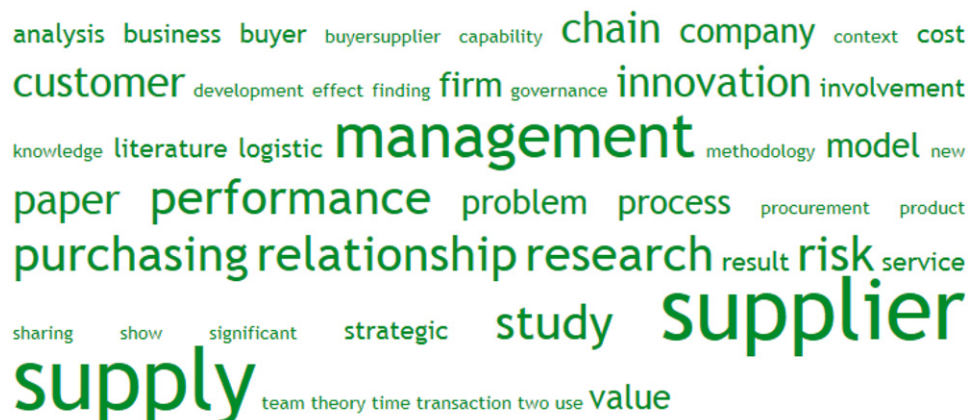 analysis business buyer buyersupplier capability chain company context cost
customer development effect finding firm governance innovation involvement
knowledge literature logistic management methodology model new
paper performance problem process procurement product
purchasing relationship research result risk service
sharing show significant strategic study supplier
supply team theory time transaction two use value